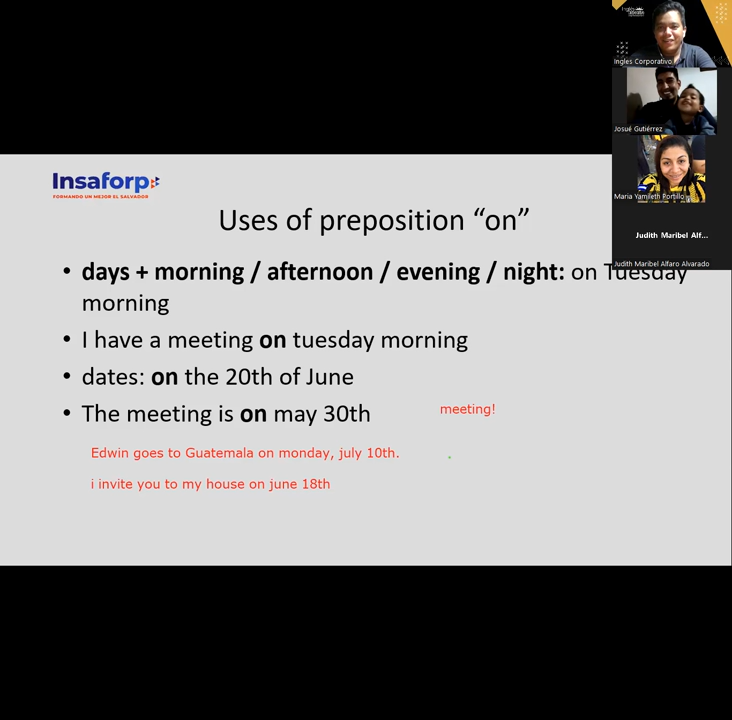 Ingles Corporativo
Josué Gutiérrez
Maria Yamileth Portillo
Judith Maribel Alf...
Judith Maribel Alfaro Alvarado
Insaforp
FORMANDO UN MEJOR EL SALVADOR
Uses of preposition “on”
• days + morning / afternoon / evening / night: on Tuesday
morning
• I have a meeting on tuesday morning
• dates: on the 20th of June
• The meeting is on may 30th
meeting!
Edwin goes to Guatemala on monday, july 10th.
i invite you to my house on june 18th